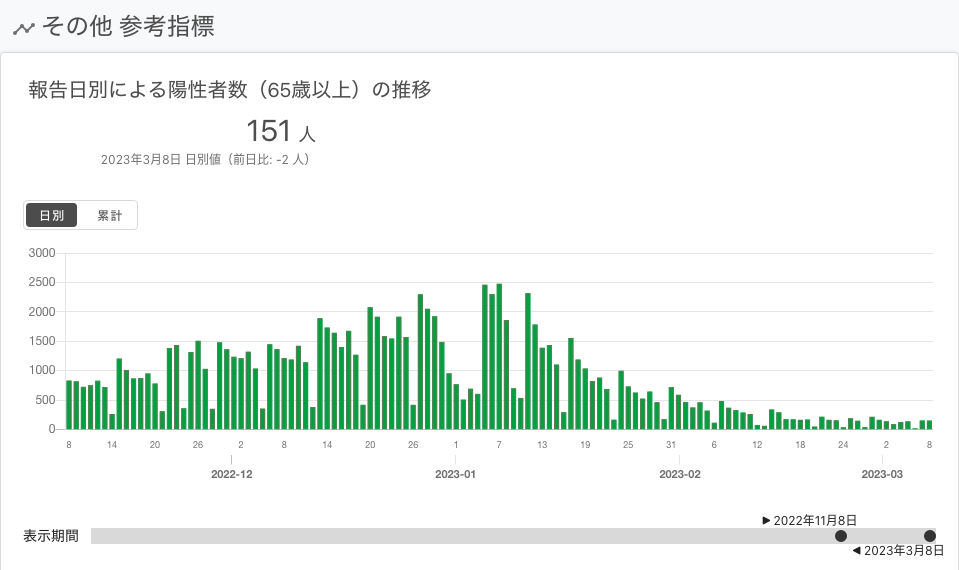 その他 参考指標
報告日別による陽性者数（65歳以上）の推移
151 人
2023年3月8日 日別値（前日比: -2 人）
日別 累計
3000
2500
2000
1500
1000
500
0
8 14 20 26 2 8 14 20 26 1 7 13 19 25 31 6 12 18 24 2 8
2022-12 2023-01 2023-02 2023-03
2022年11月8日
表示期間
2023年3月8日